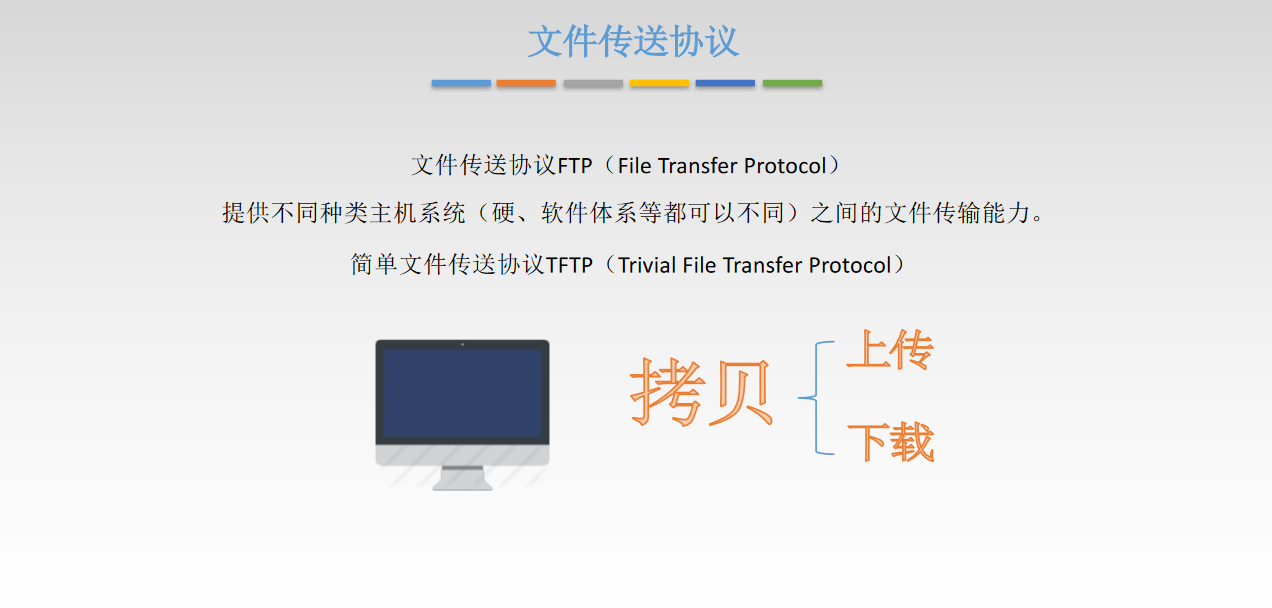 文件传送协议
文件传送协议FTP（File Transfer Protocol）
提供不同种类主机系统（硬、软件体系等都可以不同）之间的文件传输能力。
简单文件传送协议TFTP（Trivial File Transfer Protocol）
拷贝
上传
下载